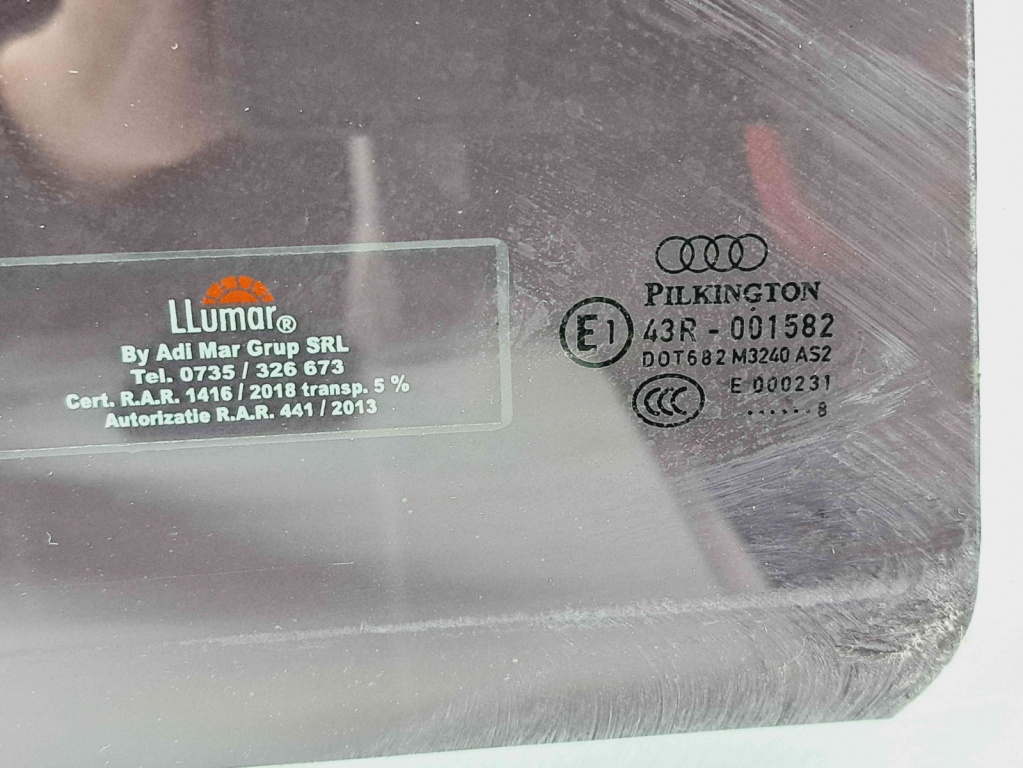 LLumar®
By Adi Mar Grup SRL
Tel. 0735 / 326 673
Cert. R.A.R. 1416 / 2018 transp. 5 %
Autorizatie R.A.R. 441 / 2013
PILKINGTON
E1 43R - 001582
DOT682 M3240 AS2
CCC E 000231
......8